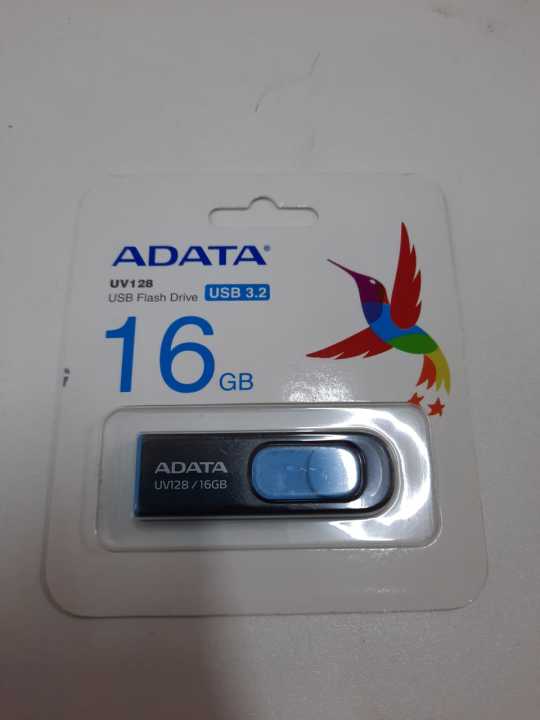 ADATA®
UV128
USB Flash Drive USB 3.2
16 GB
ADATA
UV128 / 16GB